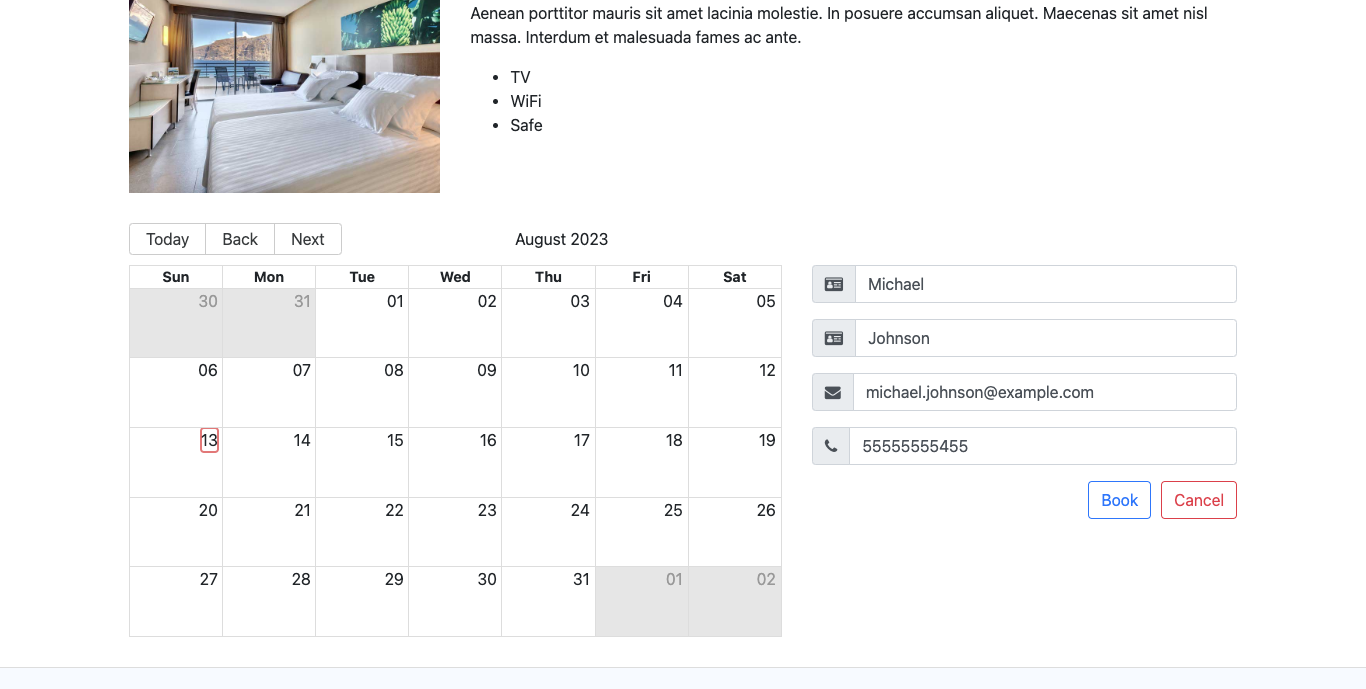 Aenean porttitor mauris sit amet lacinia molestie. In posuere accumsan aliquet. Maecenas sit amet nisl
massa. Interdum et malesuada fames ac ante.
TV
WiFi
Safe
Today Back Next August 2023
Sun Mon Tue Wed Thu Fri Sat
30 31 01 02 03 04 05
06 07 08 09 10 11 12
13 14 15 16 17 18 19
20 21 22 23 24 25 26
27 28 29 30 31 01 02
Michael
Johnson
michael.johnson@example.com
55555555455
Book Cancel